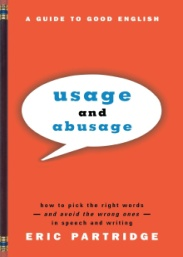 A GUIDE TO GOOD ENGLISH
usage
and
abusage
how to pick the right words
— and avoid the wrong ones —
in speech and writing
ERIC PARTRIDGE